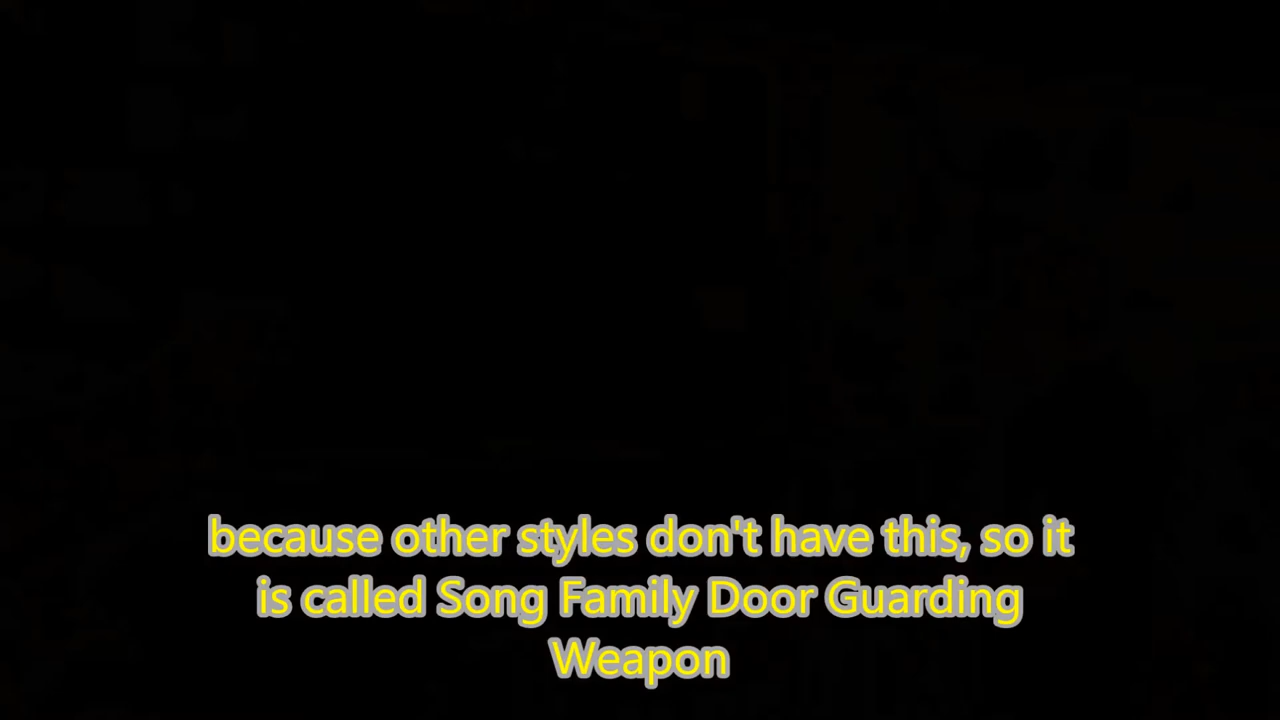 because other styles don't have this, so it
is called Song Family Door Guarding
Weapon